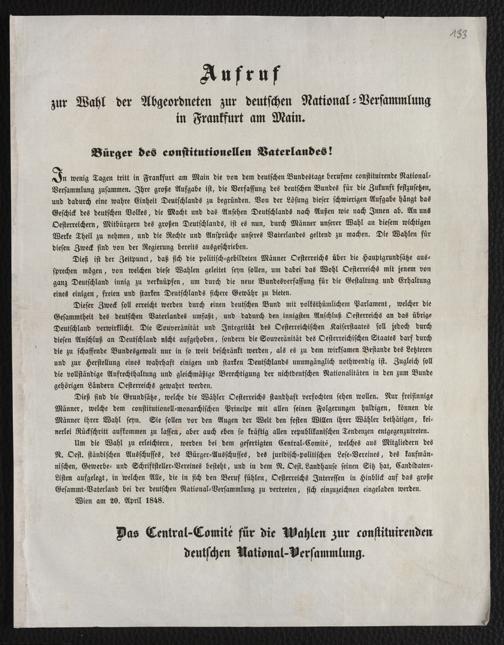 193
Aufruf
zur Wahl der Abgeordneten zur deutschen National-Versammlung
in Frankfurt am Main.
Bürger des constitutionellen Vaterlandes!
In wenig Tagen tritt in Frankfurt am Main die von dem deutschen Bundestage berufene constituirende National-
Versammlung zusammen. Ihre große Aufgabe ist, die Verfassung des deutschen Bundes für die Zukunft festzusetzen,
und dadurch eine wahre Einheit Deutschlands zu begründen. Von der Lösung dieser schwierigen Aufgabe hängt das
Geschick des deutschen Volkes, die Macht und das Ansehen Deutschlands nach Außen wie nach Innen ab. An uns
Oesterreichern, Mitbürgern des großen Deutschlands, ist es nun, durch Männer unserer Wahl an diesem wichtigen
Werke Theil zu nehmen, und die Rechte und Ansprüche unseres Vaterlandes geltend zu machen. Die Wahlen für
diesen Zweck sind von der Regierung bereits ausgeschrieben.
Dieß ist der Zeitpunct, daß sich die politisch-gebildeten Männer Oesterreichs über die Hauptgrundsätze aus-
sprechen mögen, von welchen diese Wahlen geleitet seyn sollen, um dabei das Wohl Oesterreichs mit jenem von
ganz Deutschland innig zu verknüpfen, um durch die neue Bundesverfassung für die Gestaltung und Erhaltung
eines einigen, freien und starken Deutschlands sichere Gewähr zu bieten.
Dieser Zweck soll erreicht werden durch einen deutschen Bund mit volksthümlichem Parlament, welcher die
Gesammtheit des deutschen Vaterlandes umfaßt, und dadurch den innigsten Anschluß Oesterreichs an das übrige
Deutschland verwirklicht. Die Souveränität und Integrität des Oesterreichischen Kaiserstaates soll jedoch durch
diesen Anschluß an Deutschland nicht aufgehoben, sondern die Souveränität des Oesterreichischen Staates darf durch
die zu schaffende Bundesgewalt nur in so weit beschränkt werden, als es zu dem wirksamen Bestande des Letzteren
und zur Herstellung eines wahrhaft einigen und starken Deutschlands unumgänglich nothwendig ist. Zugleich soll
die vollständige Aufrechthaltung und gleichmäßige Berechtigung der nichtdeutschen Nationalitäten in den zum Bunde
gehörigen Ländern Oesterreichs gewahrt werden.
Dieß sind die Grundsätze, welche die Wähler Oesterreichs standhaft verfochten sehen wollen. Nur freisinnige
Männer, welche dem constitutionell-monarchischen Principe mit allen seinen Folgerungen huldigen, können die
Männer ihrer Wahl seyn. Sie sollen vor den Augen der Welt den festen Willen ihrer Wähler bethätigen, kei-
nerlei Rückschritt aufkommen zu lassen, aber auch eben so kräftig allen republikanischen Tendenzen entgegenzutreten.
Um die Wahl zu erleichtern, werden bei dem gefertigten Central-Comité, welches aus Mitgliedern des
N. Oest. ständischen Ausschusses, des Bürger-Ausschusses, des juridisch-politischen Lese-Vereines, des kaufmän-
nischen, Gewerbe- und Schriftsteller-Vereines besteht, und in dem N. Oest. Landhause seinen Sitz hat, Candidaten-
Listen aufgelegt, in welchen Alle, die in sich den Beruf fühlen, Oesterreichs Interessen in Hinblick auf das große
Gesammt-Vaterland bei der deutschen National-Versammlung zu vertreten, sich einzuzeichnen eingeladen werden.
Wien am 20. April 1848.
Das Central-Comité für die Wahlen zur constituirenden
deutschen National-Versammlung.